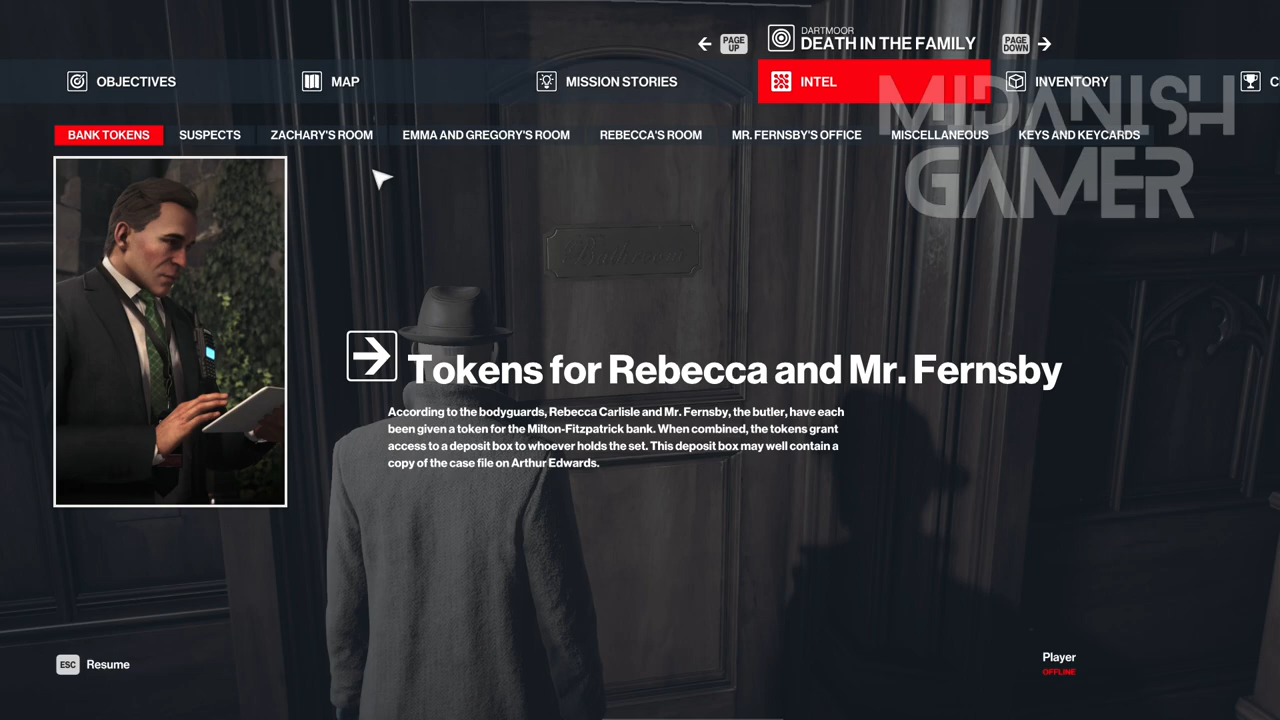 PAGE UP
DARTMOOR
DEATH IN THE FAMILY
PAGE DOWN
OBJECTIVES
MAP
MISSION STORIES
INTEL
INVENTORY
C
MIDANISH
GAMER
BANK TOKENS
SUSPECTS
ZACHARY'S ROOM
EMMA AND GREGORY'S ROOM
REBECCA'S ROOM
MR. FERNSBY'S OFFICE
MISCELLANEOUS
KEYS AND KEYCARDS
Tokens for Rebecca and Mr. Fernsby
According to the bodyguards, Rebecca Carlisle and Mr. Fernsby, the butler, have each
been given a token for the Milton-Fitzpatrick bank. When combined, the tokens grant
access to a deposit box to whoever holds the set. This deposit box may well contain a
copy of the case file on Arthur Edwards.
ESC Resume
Player
OFFLINE